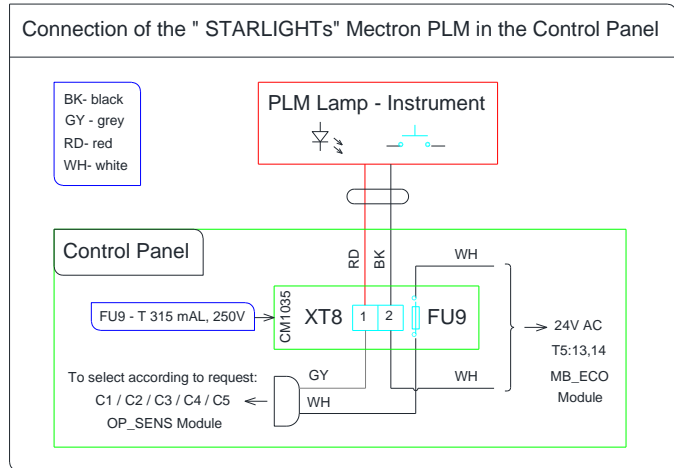 Connection of the " STARLIGHTs" Mectron PLM in the Control Panel
BK- black
GY - grey
RD- red
WH- white
PLM Lamp - Instrument
Control Panel
RD
BK
WH
FU9 - T 315 mAL, 250V
CM1035
XT8
1
2
FU9
24V AC
T5:13,14
MB_ECO
Module
To select according to request:
C1 / C2 / C3 / C4 / C5
OP_SENS Module
GY
WH
WH